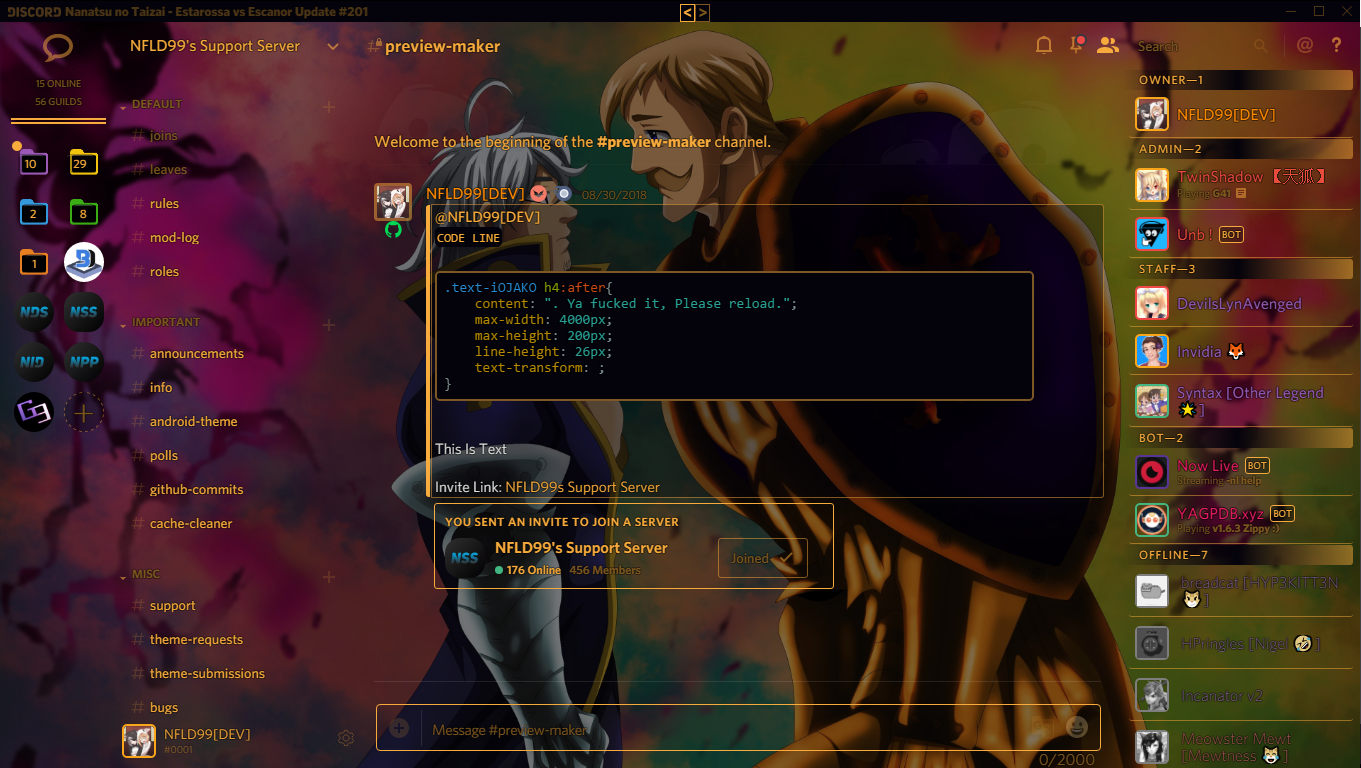 DISCORD Nanatsu no Taizai - Estarossa vs Escanor Update #201
< >
15 ONLINE
56 GUILDS
10
29
2
8
1
NDS
NSS
NID
NPP
NFLD99's Support Server
DEFAULT
# joins
# leaves
# rules
# mod-log
# roles
IMPORTANT
# announcements
# info
# android-theme
# polls
# github-commits
# cache-cleaner
MISC
# support
# theme-requests
# theme-submissions
# bugs
NFLD99[DEV]
#0001
# preview-maker
Search
@ ?
Welcome to the beginning of the #preview-maker channel.
NFLD99[DEV] 08/30/2018
@NFLD99[DEV]
CODE LINE
.text-iOJAKO h4:after{
content: ". Ya fucked it, Please reload.";
max-width: 4000px;
max-height: 200px;
line-height: 26px;
text-transform: ;
}
This Is Text
Invite Link: NFLD99s Support Server
YOU SENT AN INVITE TO JOIN A SERVER
NSS
NFLD99's Support Server
176 Online 456 Members
Joined
Message #preview-maker
0/2000
OWNER—1
NFLD99[DEV]
ADMIN—2
TwinShadow 【天狐】
Playing G41
Unb ! BOT
STAFF—3
DevilsLynAvenged
Invidia 🦊
Syntax [Other Legend
🌟]
BOT—2
Now Live BOT
Streaming -nl help
YAGPDB.xyz BOT
Playing v1.6.3 Zippy :)
OFFLINE—7
breadcat [HYP3K1TT3N
🐱]
HPringles [Nigel 🤣]
Incanator v2
Meowster Mewt
[Mewtness 😹]